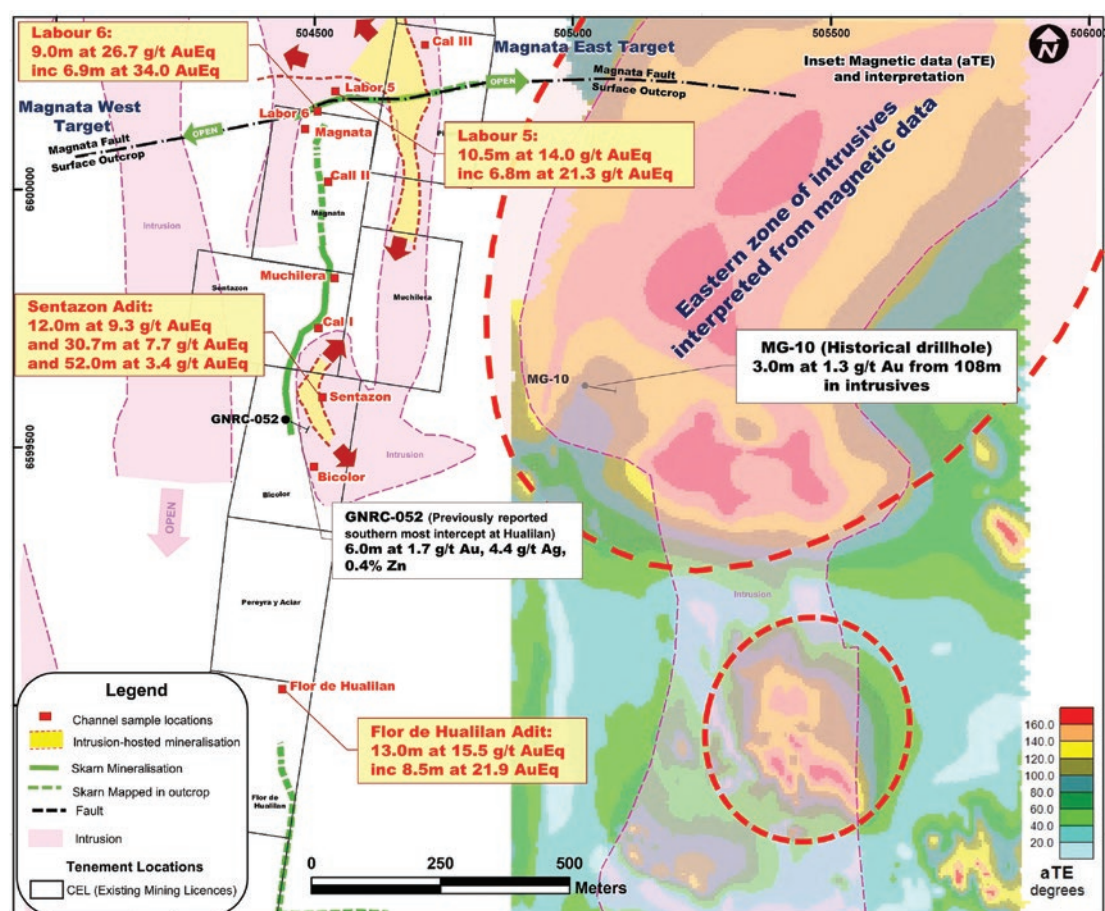 504500
505000
505500
506000
Labour 6:
9.0m at 26.7 g/t AuEq
inc 6.9m at 34.0 AuEq
Cal III
Magnata East Target
Inset: Magnetic data (aTE)
and interpretation
N
Magnata West
Target
Labor 5
OPEN
Magnata Fault
Surface Outcrop
Labor 6
OPEN
Magnata Fault
Surface Outcrop
Magnata
Labour 5:
10.5m at 14.0 g/t AuEq
inc 6.8m at 21.3 g/t AuEq
Call II
Magnata
6600000
Intrusion
Eastern zone of intrusives
interpreted from magnetic data
Muchilera
Sentazon
Muchilera
Sentazon Adit:
12.0m at 9.3 g/t AuEq
and 30.7m at 7.7 g/t AuEq
and 52.0m at 3.4 g/t AuEq
Cal I
MG-10 (Historical drillhole)
3.0m at 1.3 g/t Au from 108m
in intrusives
MG-10
Sentazon
GNRC-052
6599500
Intrusion
Bicolor
Bicolor
OPEN
GNRC-052 (Previously reported
southern most intercept at Hualilan)
6.0m at 1.7 g/t Au, 4.4 g/t Ag,
0.4% Zn
Pereyra y Aciar
Intrusion
Flor de Hualilan
Flor de Hualilan Adit:
13.0m at 15.5 g/t AuEq
inc 8.5m at 21.9 AuEq
Flor de
Hualilan
Legend
Channel sample locations
Intrusion-hosted mineralisation
Skarn Mineralisation
Skarn Mapped in outcrop
Fault
Intrusion
Tenement Locations
CEL (Existing Mining Licences)
0
250
500
Meters
160.0
140.0
120.0
100.0
80.0
60.0
40.0
20.0
aTE
degrees